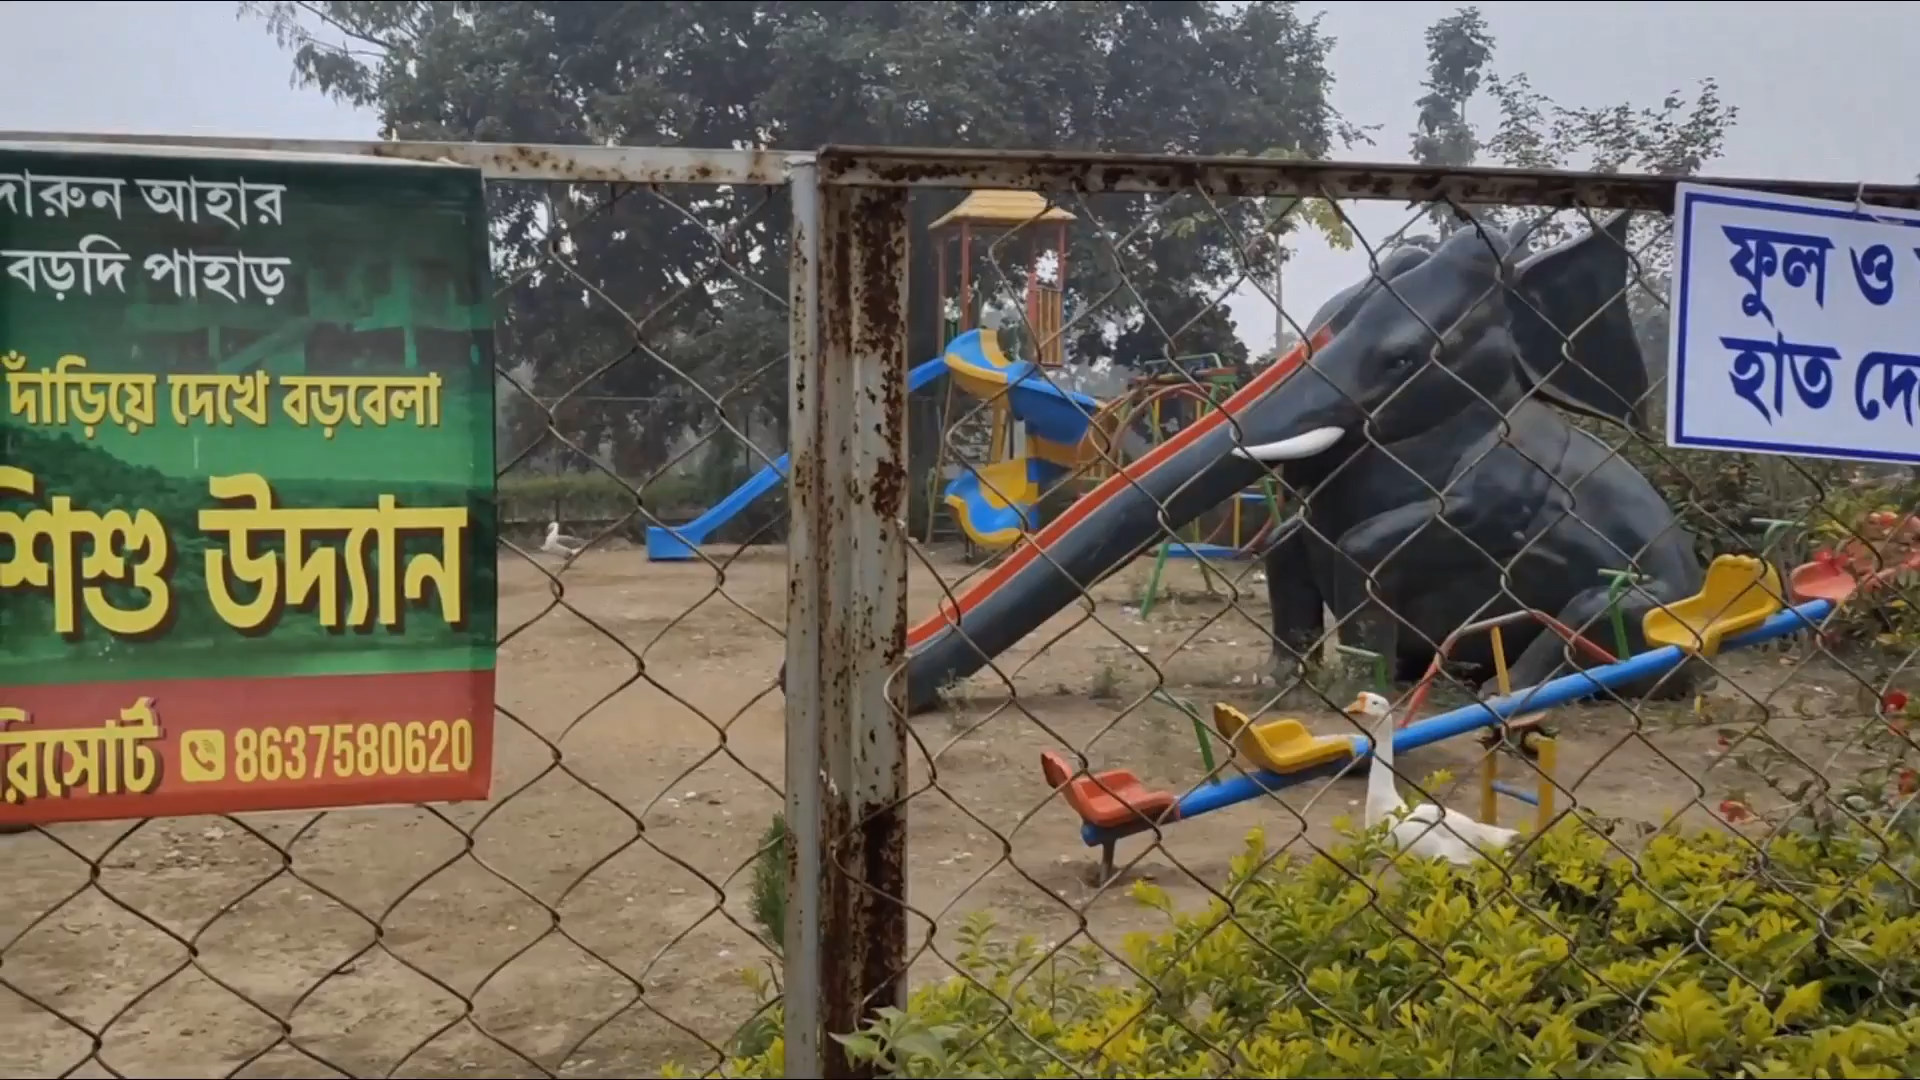 দারুন আহার
বড়দি পাহাড়
দাঁড়িয়ে দেখে বড়বেলা
শিশু উদ্যান
রিসোর্ট 8637580620
ফুল ও
হাত